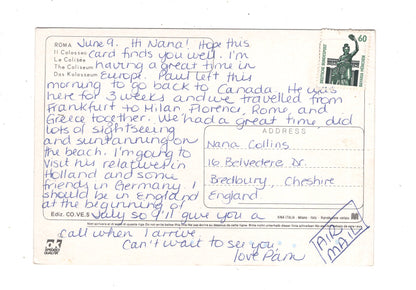 ROMA
Il Colosseo
Le Colisée
The Coliseum
Das Kolosseum
June 9. Hi Nana! Hope this
card finds you well. I'm
having a great time in
Europe. Paul left this
morning to go back to Canada. He was
here for 3 weeks and we travelled from
Frankfurt to Milan, Florence, Rome, and
Greece together. We had a great time, did
lots of sightseeing
and suntanning on
the beach. I'm going to
visit his relatives in
Holland and some
friends in Germany. I
should be in England
at the beginning of
July so I'll give you a
call when I arrive.
Can't wait to see you
love Pam
60
ADDRESS
Nana Collins
16 Belvedere Dr.
Bredbury, Cheshire
England
AIR
MAIL
Ediz. CO.VE.S